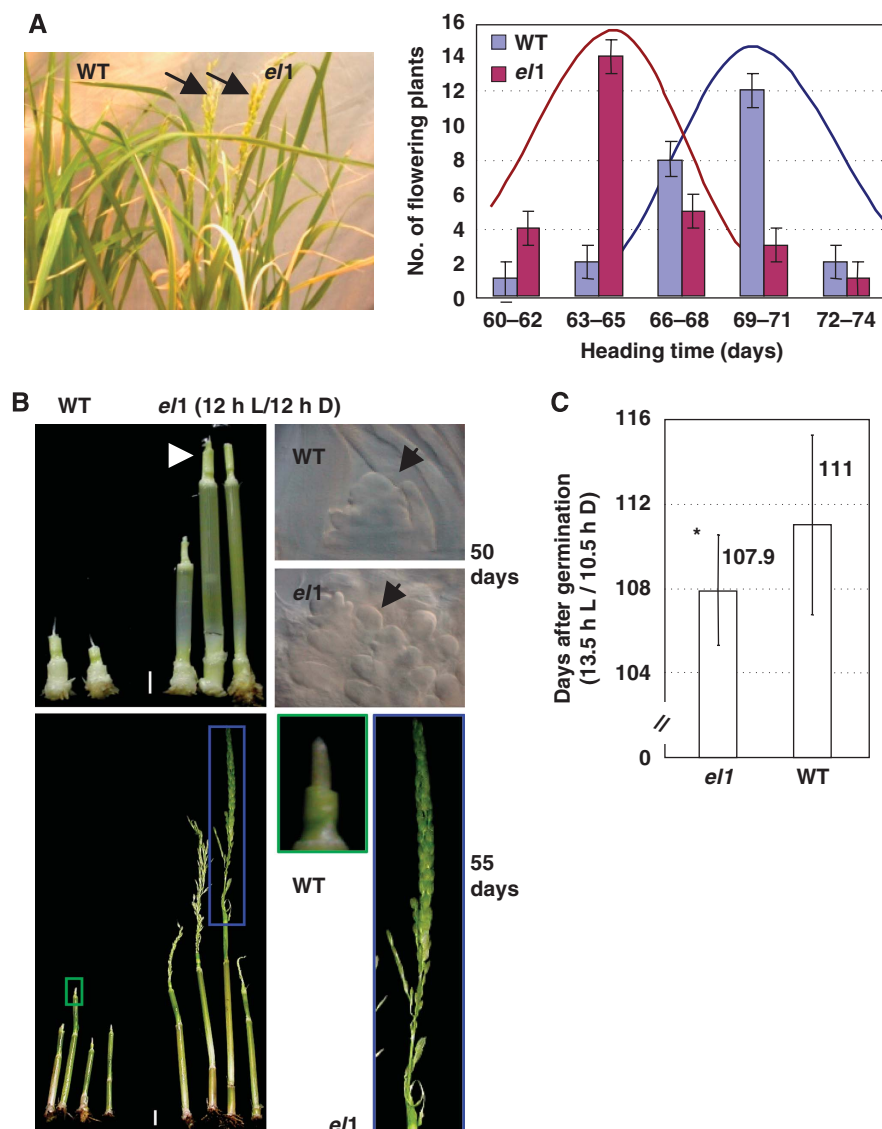 A
WT
el1
No. of flowering plants
16
14
12
10
8
6
4
2
0
WT
el1
60–62
63–65
66–68
69–71
72–74
Heading time (days)
B
WT
el1 (12 h L/12 h D)
WT
el1
50
days
WT
55
days
el1
C
Days after germination
(13.5 h L / 10.5 h D)
116
112
108
104
0
*
107.9
111
el1
WT